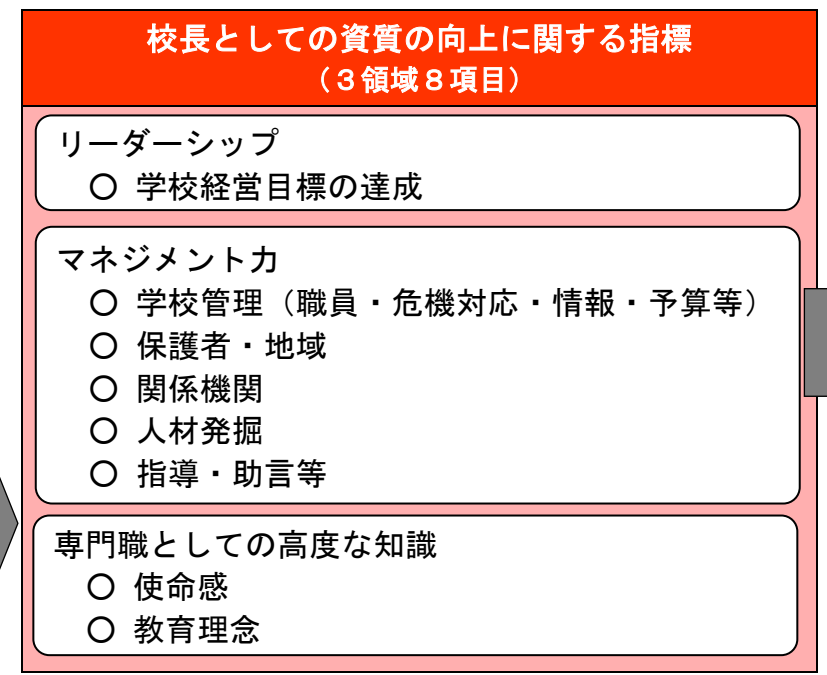 校長としての資質の向上に関する指標
(3領域8項目)
リーダーシップ
○ 学校経営目標の達成
マネジメント力
○ 学校管理(職員・危機対応・情報・予算等)
○ 保護者・地域
○ 関係機関
○ 人材発掘
○ 指導・助言等
専門職としての高度な知識
○ 使命感
○ 教育理念